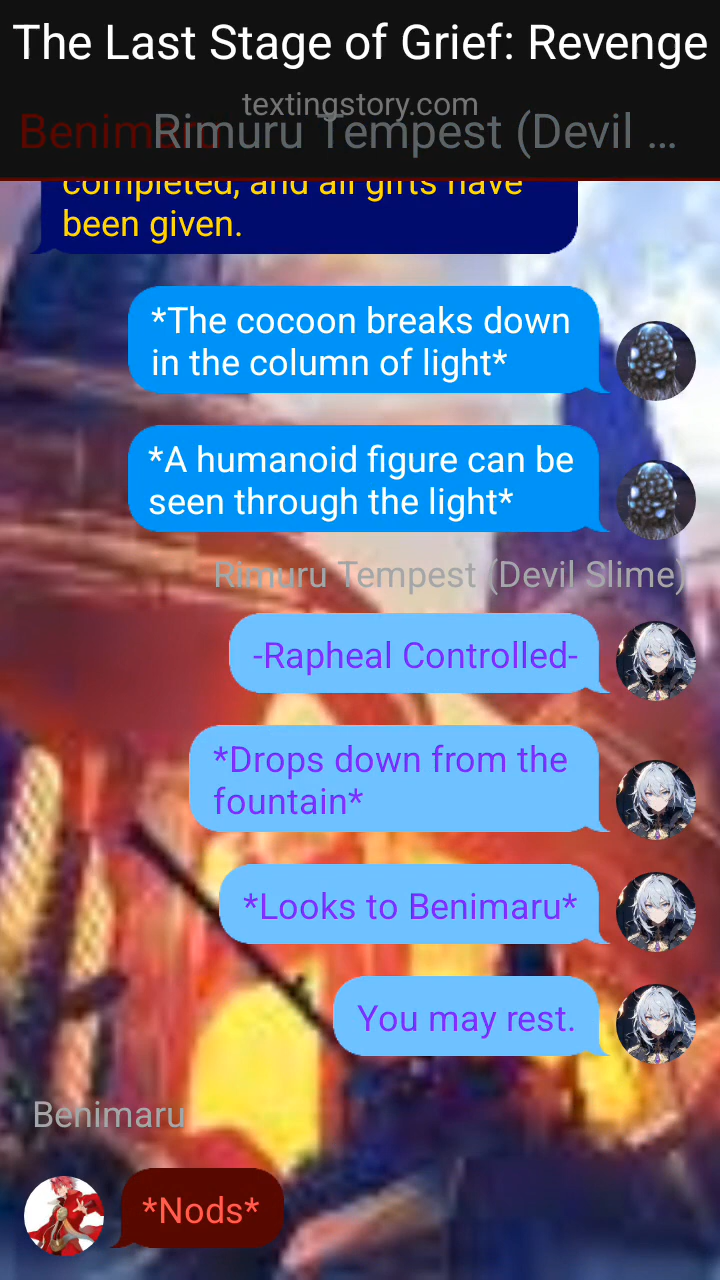 The Last Stage of Grief: Revenge
textingstory.com
Benimaru
Rimuru Tempest (Devil ...
completed, and all gifts have
been given.
*The cocoon breaks down
in the column of light*
*A humanoid figure can be
seen through the light*
Rimuru Tempest (Devil Slime)
-Rapheal Controlled-
*Drops down from the
fountain*
*Looks to Benimaru*
You may rest.
Benimaru
*Nods*